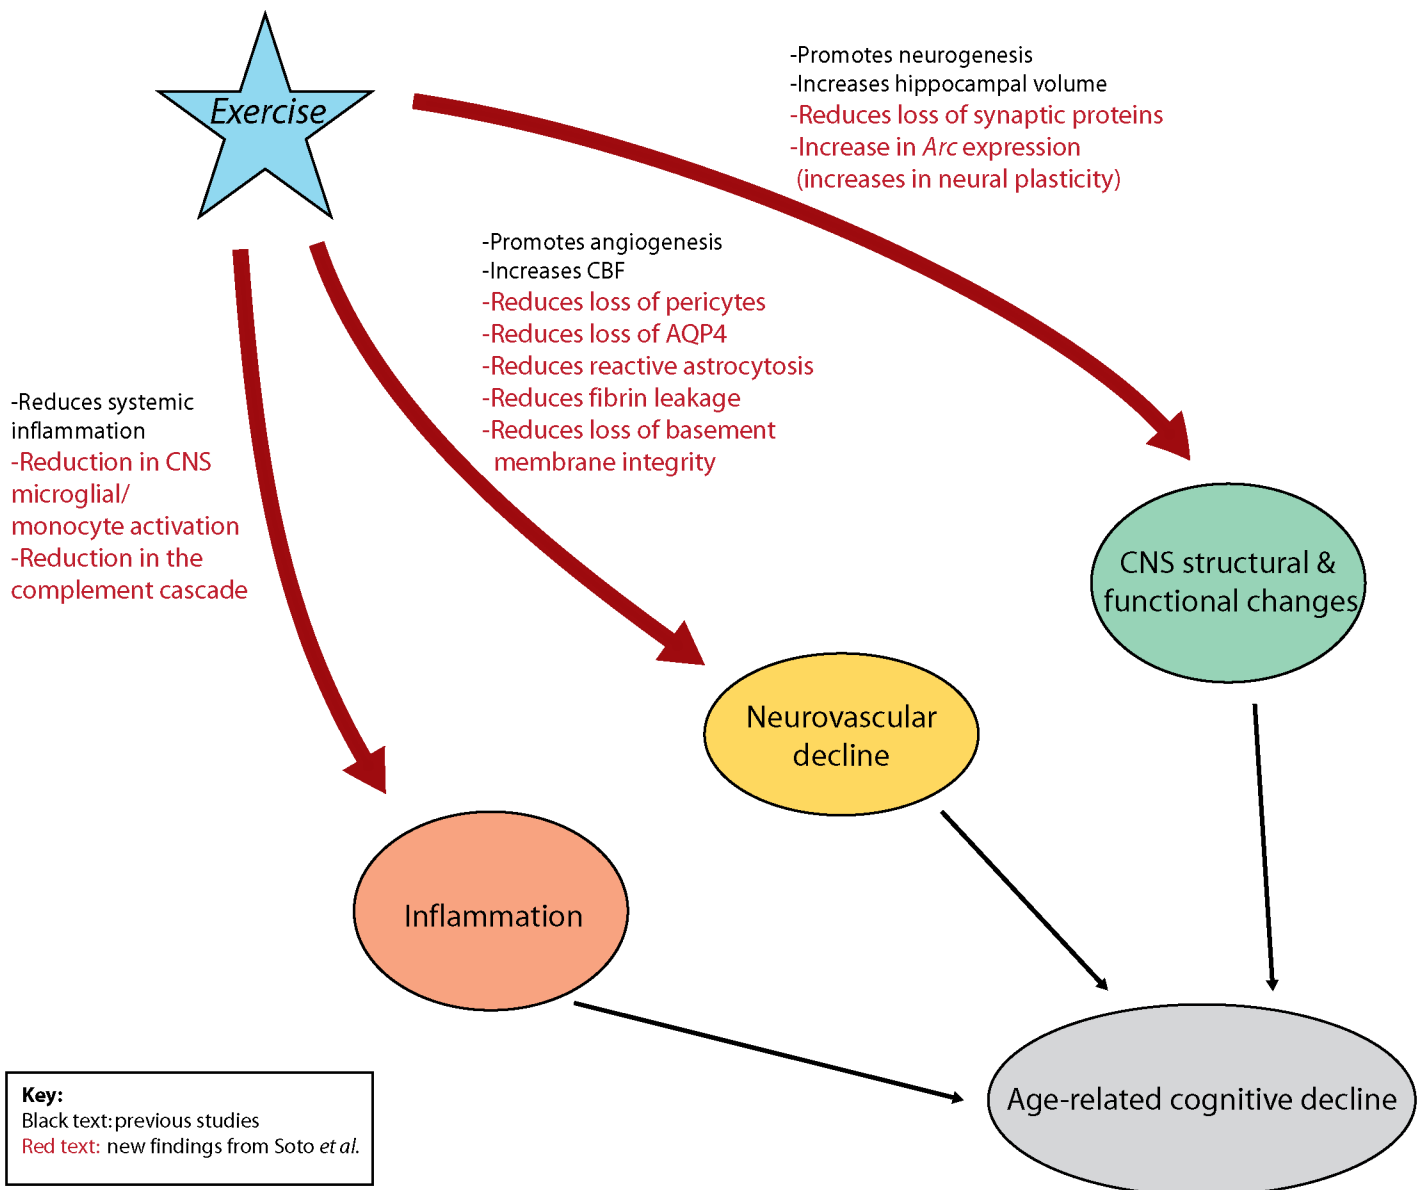 Exercise
-Promotes neurogenesis
-Increases hippocampal volume
-Reduces loss of synaptic proteins
-Increase in Arc expression
(increases in neural plasticity)
-Promotes angiogenesis
-Increases CBF
-Reduces loss of pericytes
-Reduces loss of AQP4
-Reduces reactive astrocytosis
-Reduces fibrin leakage
-Reduces loss of basement
membrane integrity
-Reduces systemic
inflammation
-Reduction in CNS
microglial/
monocyte activation
-Reduction in the
complement cascade
CNS structural &
functional changes
Neurovascular
decline
Inflammation
Age-related cognitive decline
Key:
Black text: previous studies
Red text: new findings from Soto et al.